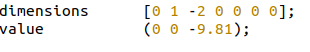 dimensions      [0 1 -2 0 0 0 0];
value           (0 0 -9.81);